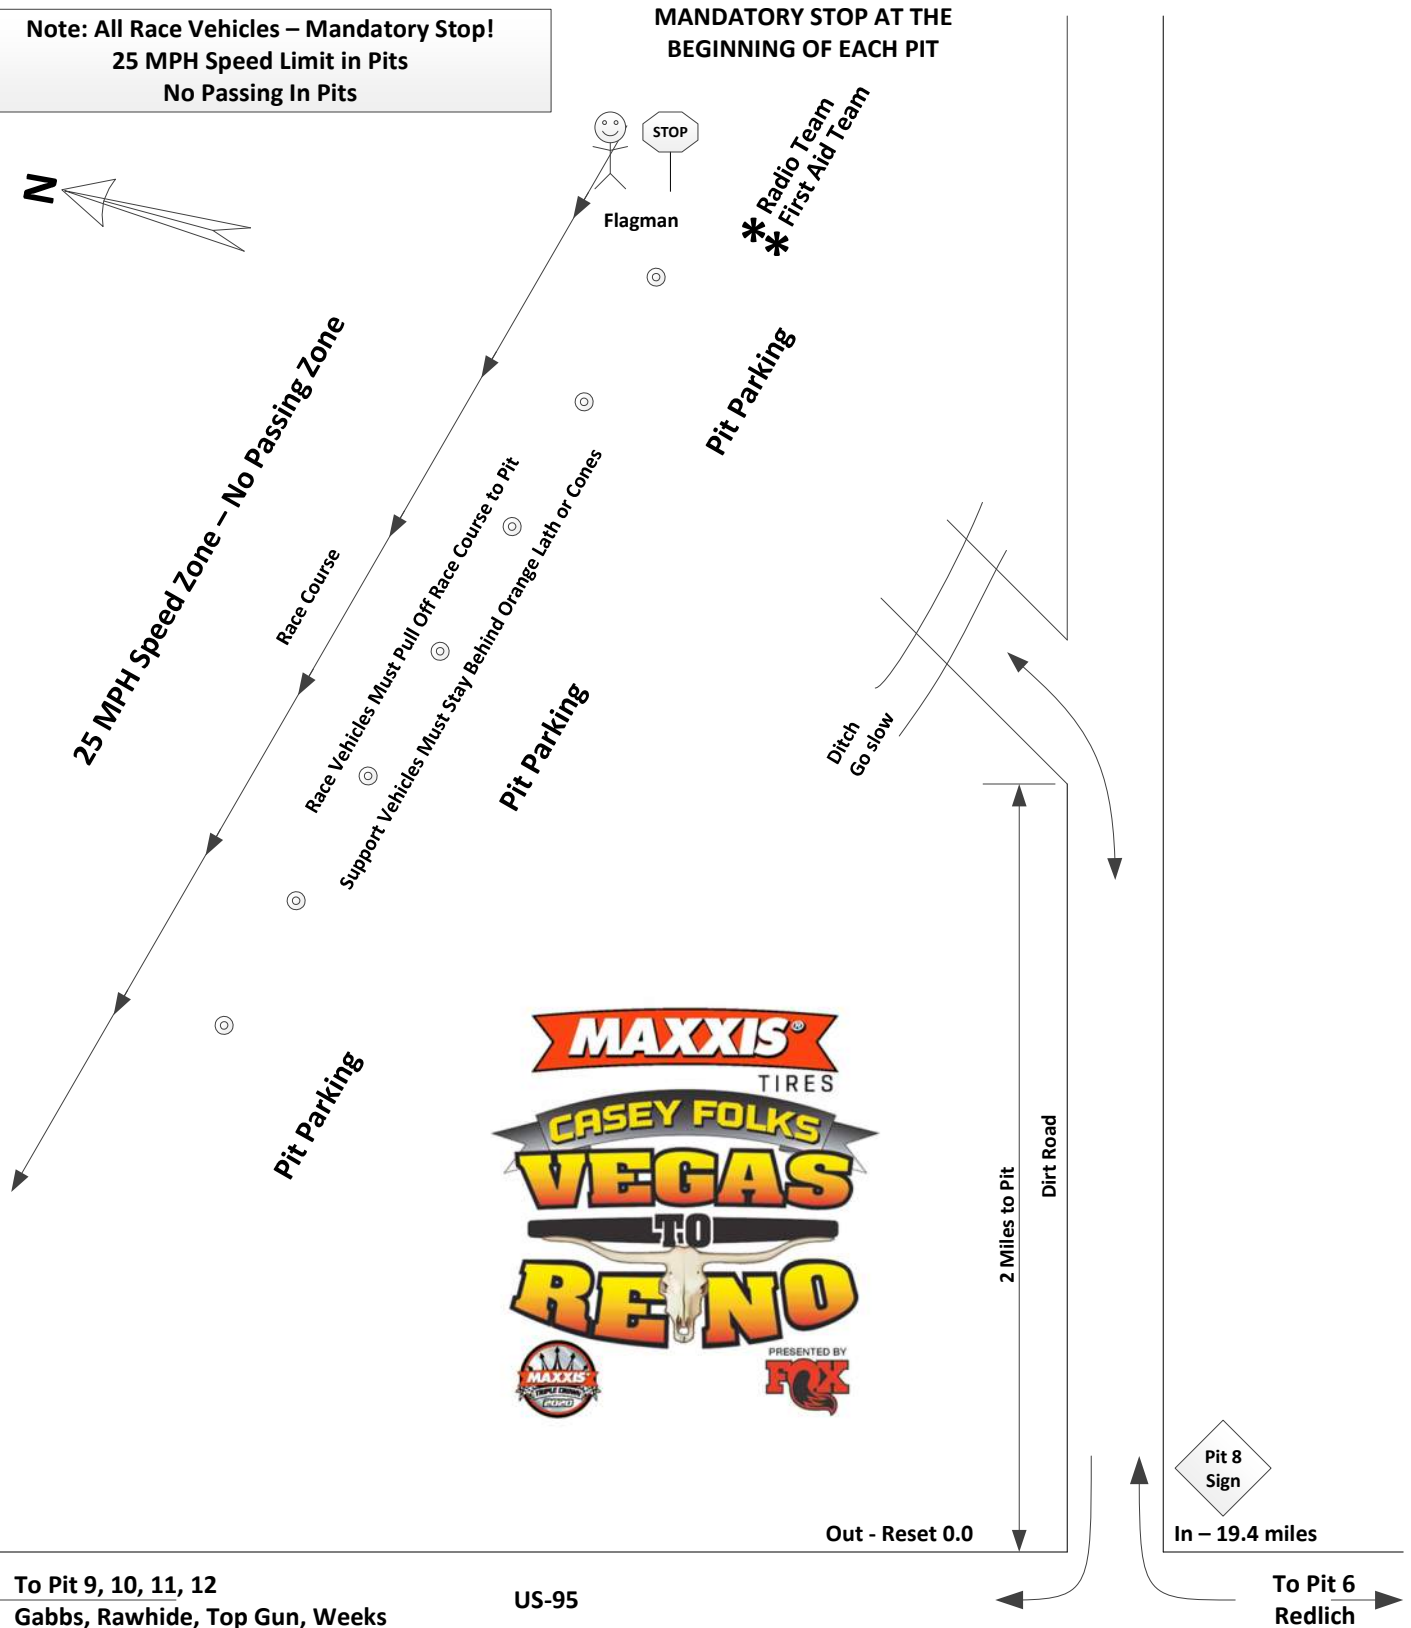 Note: All Race Vehicles – Mandatory Stop!
25 MPH Speed Limit in Pits
No Passing In Pits
MANDATORY STOP AT THE
BEGINNING OF EACH PIT
N
STOP
Flagman
* Radio Team
* First Aid Team
25 MPH Speed Zone – No Passing Zone
Race Course
Race Vehicles Must Pull Off Race Course to Pit
Support Vehicles Must Stay Behind Orange Lath or Cones
Pit Parking
Pit Parking
Pit Parking
Ditch
Go slow
MAXXIS®
TIRES
CASEY FOLKS
VEGAS
TO
RENO
MAXXIS
TRIPLE CROWN
2020
PRESENTED BY
FOX
2 Miles to Pit
Dirt Road
Pit 8
Sign
Out - Reset 0.0
In – 19.4 miles
To Pit 9, 10, 11, 12
Gabbs, Rawhide, Top Gun, Weeks
US-95
To Pit 6
Redlich